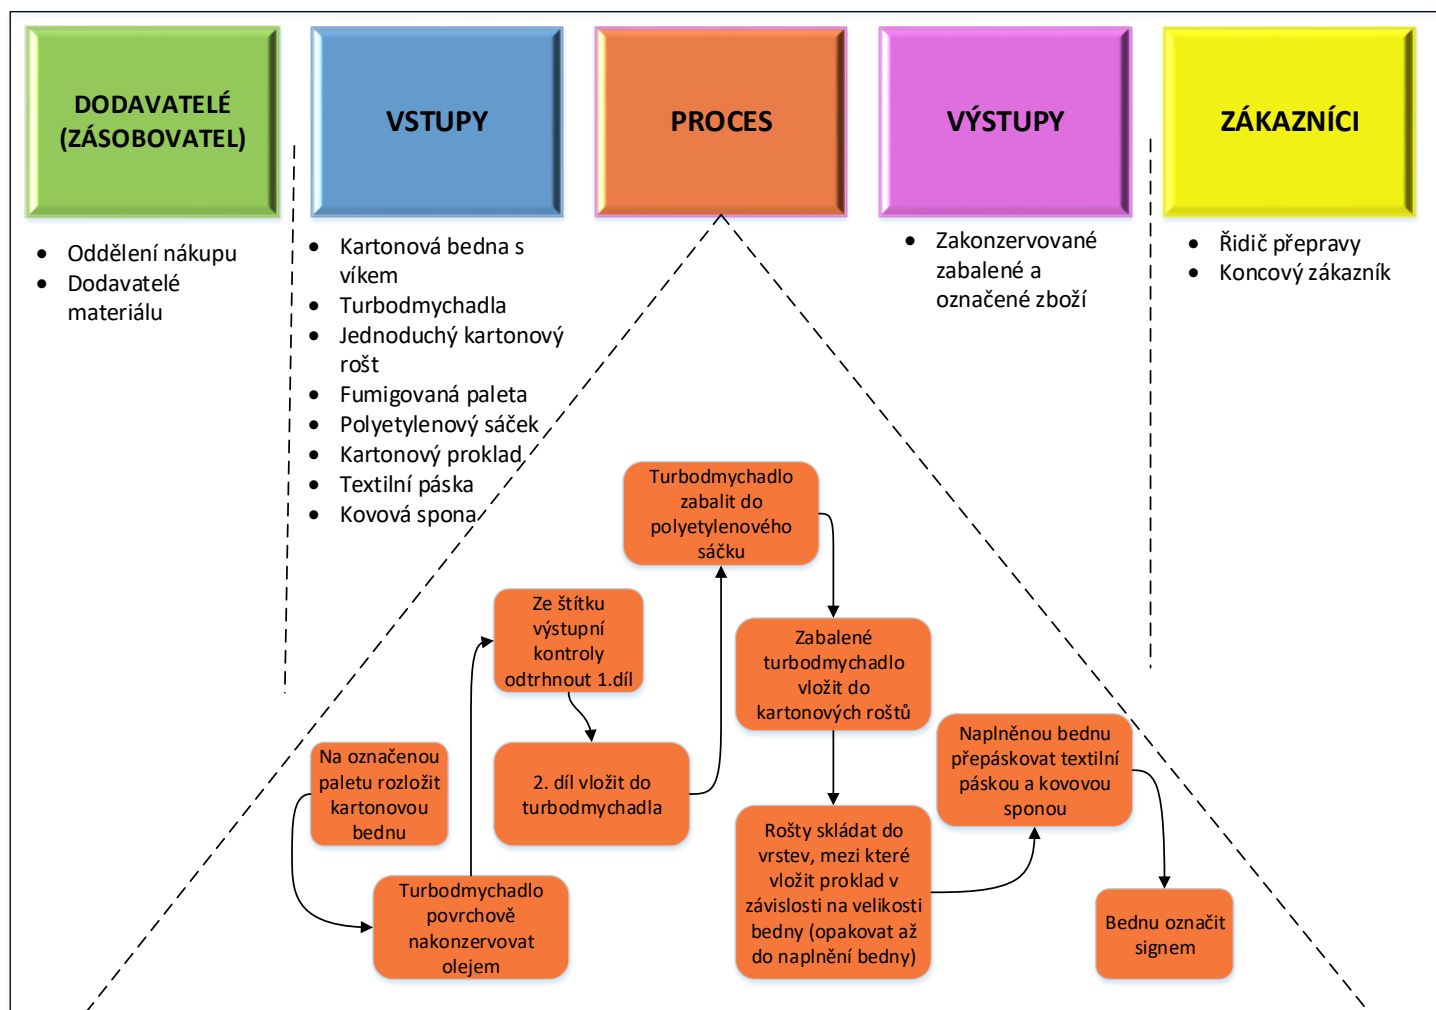 DODAVATELÉ
(ZÁSOBOVATEL)
VSTUPY
PROCES
VÝSTUPY
ZÁKAZNÍCI
• Oddělení nákupu
• Dodavatelé
materiálu
• Kartonová bedna s
víkem
• Turbodmychadla
• Jednoduchý kartonový
rošt
• Fumigovaná paleta
• Polyetylenový sáček
• Kartonový proklad
• Textilní páska
• Kovová spona
• Zakonzervované
zabalené a
označené zboží
• Řidič přepravy
• Koncový zákazník
Na označenou
paletu rozložit
kartonovou
bednu
Turbodmychadlo
povrchově
nakonzervovat
olejem
Ze štítku
výstupní
kontroly
odtrhnout 1.díl
2. díl vložit do
turbodmychadla
Turbodmychadlo
zabalit do
polyetylenového
sáčku
Zabalené
turbodmychadlo
vložit do
kartonových roštů
Rošty skládat do
vrstev, mezi které
vložit proklad v
závislosti na velikosti
bedny (opakovat až
do naplnění bedny)
Naplněnou bednu
přepáskovat textilní
páskou a kovovou
sponou
Bednu označit
signem